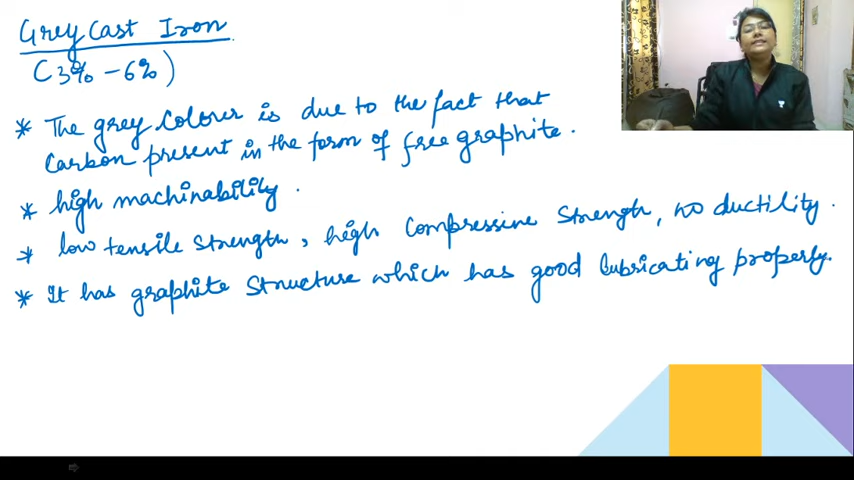 Grey Cast Iron
(3% - 6%)
* The grey colour is due to the fact that
carbon present in the form of free graphite.
* high machinability.
* low tensile strength, high compressive strength, no ductility.
* It has graphite structure which has good lubricating property.